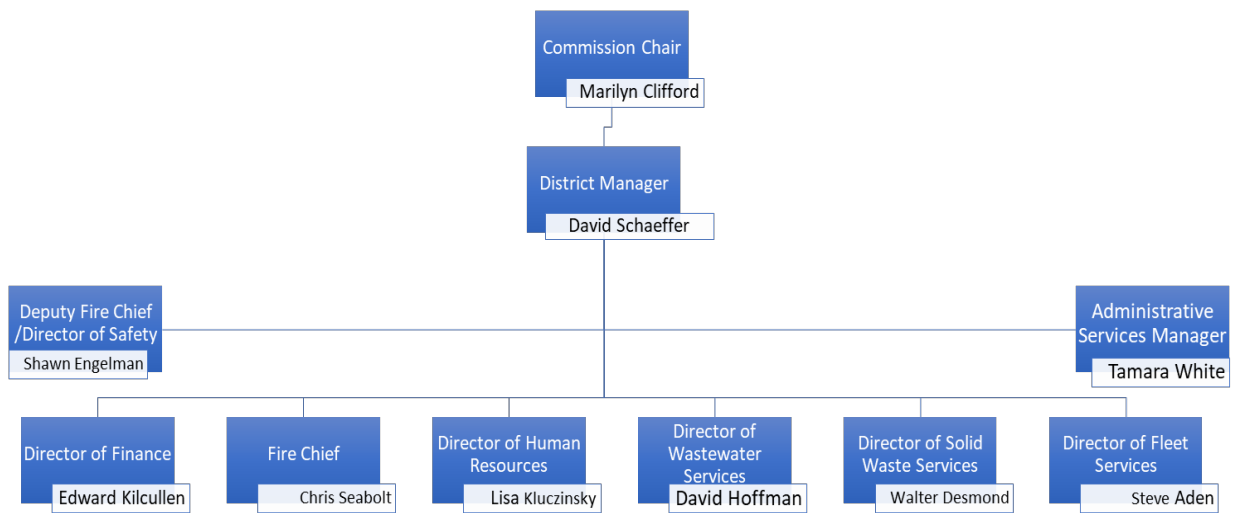 Commission Chair
Marilyn Clifford
District Manager
David Schaeffer
Deputy Fire Chief
/Director of Safety
Shawn Engelman
Administrative
Services Manager
Tamara White
Director of Finance
Edward Kilcullen
Fire Chief
Chris Seabolt
Director of Human
Resources
Lisa Kluczinsky
Director of
Wastewater
Services
David Hoffman
Director of Solid
Waste Services
Walter Desmond
Director of Fleet
Services
Steve Aden